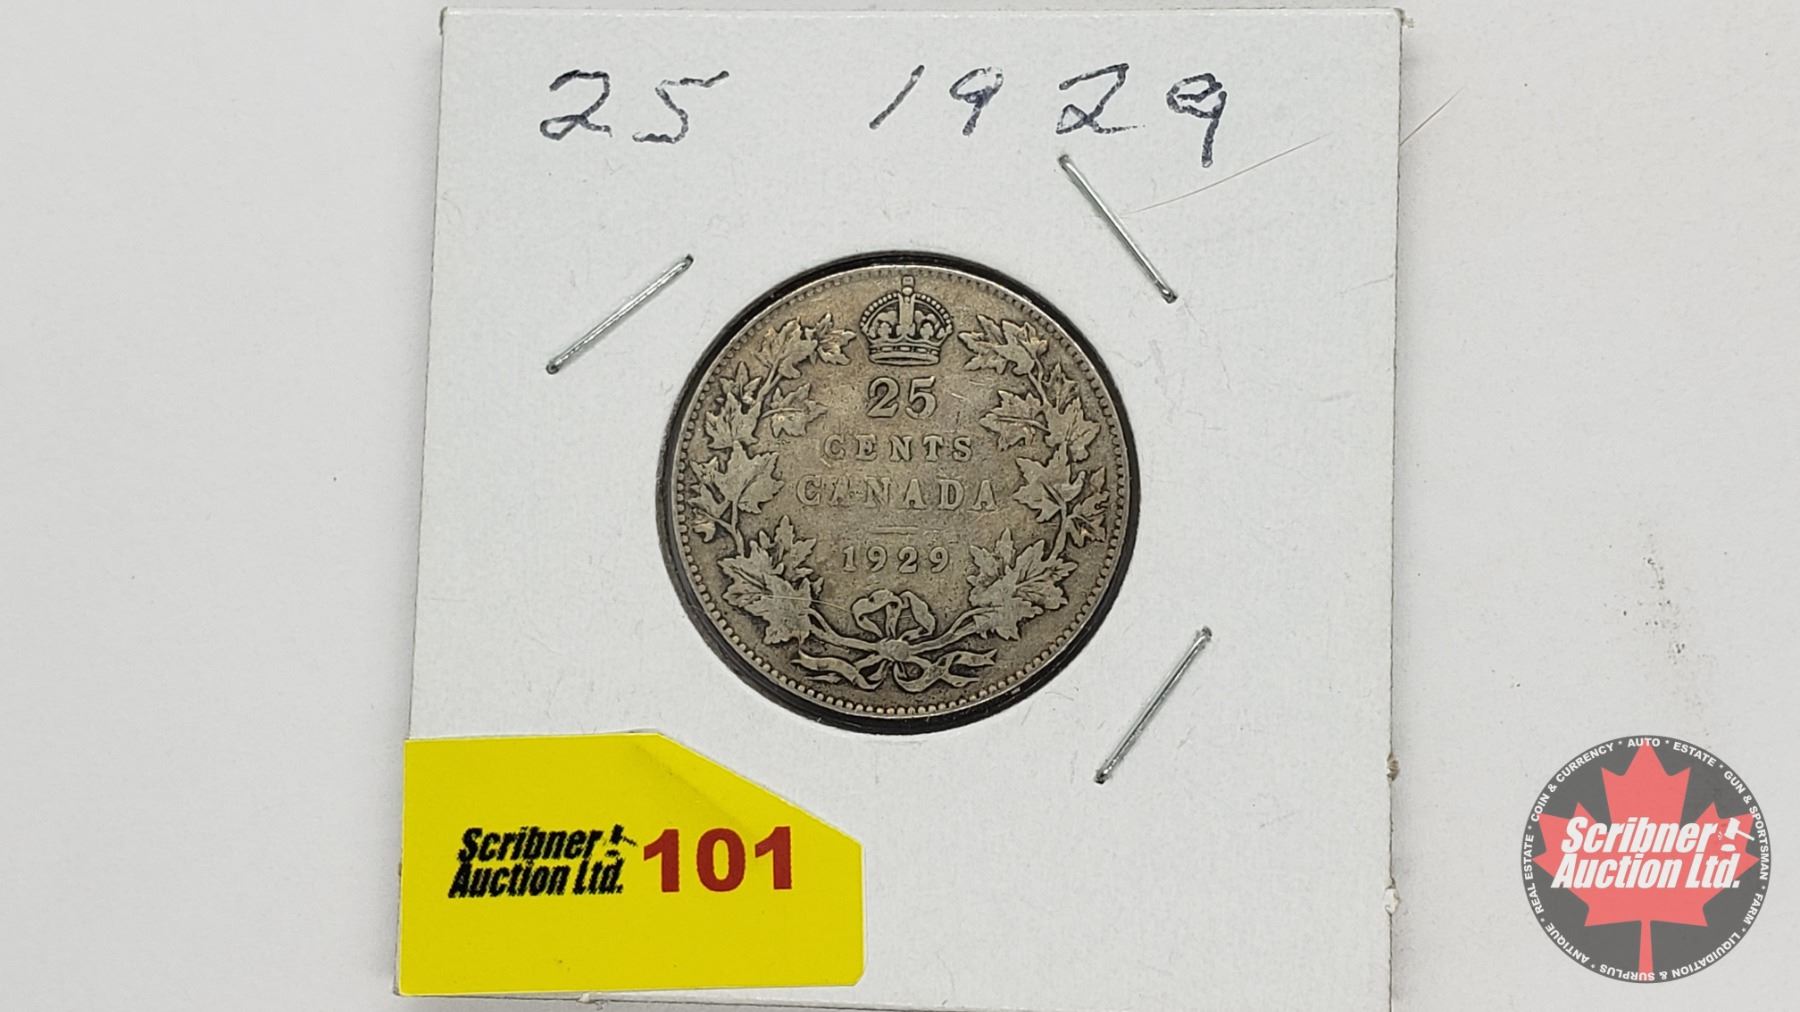 25 1929
25
CENTS
CANADA
1929
Scribner
Auction Ltd.
101
Scribner
Auction Ltd.
ANTIQUE * REAL ESTATE * COIN & CURRENCY * AUTO * ESTATE * GUN & SPORTSMAN * FARM * LIQUIDATION & SURPLUS *